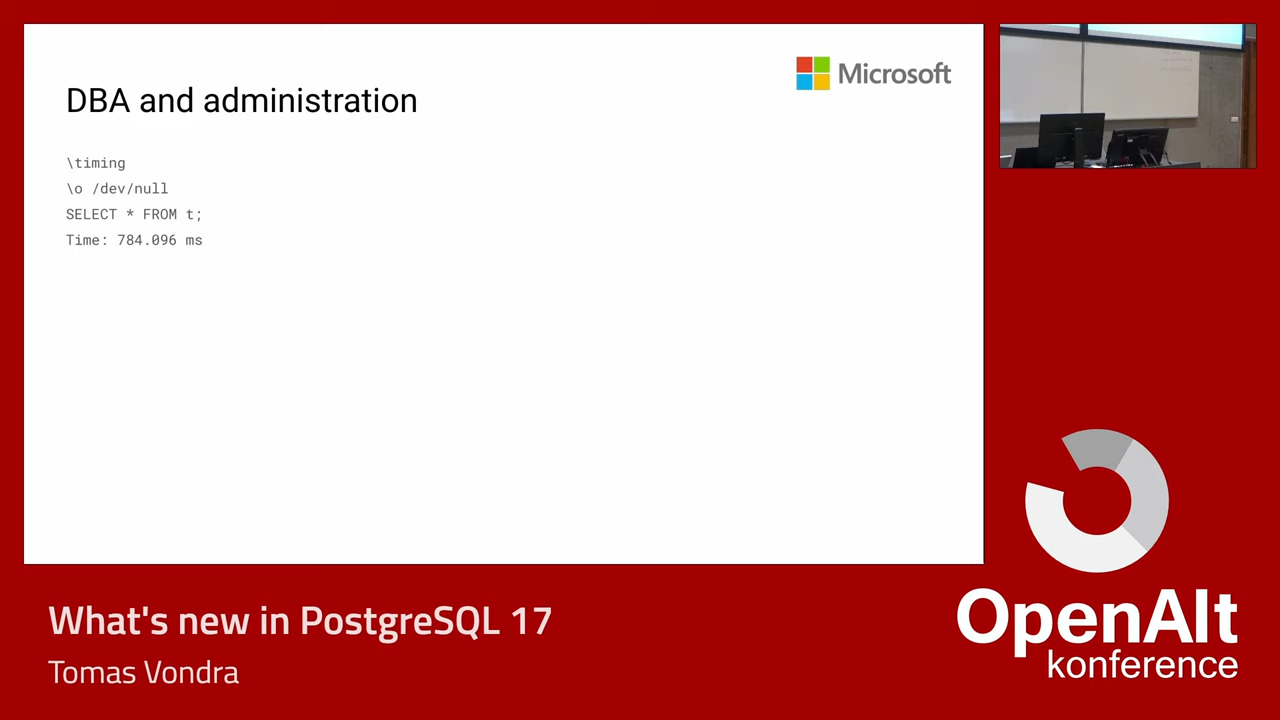 Microsoft
DBA and administration
\timing
\o /dev/null
SELECT * FROM t;
Time: 784.096 ms
What's new in PostgreSQL 17
Tomas Vondra
OpenAlt
konference